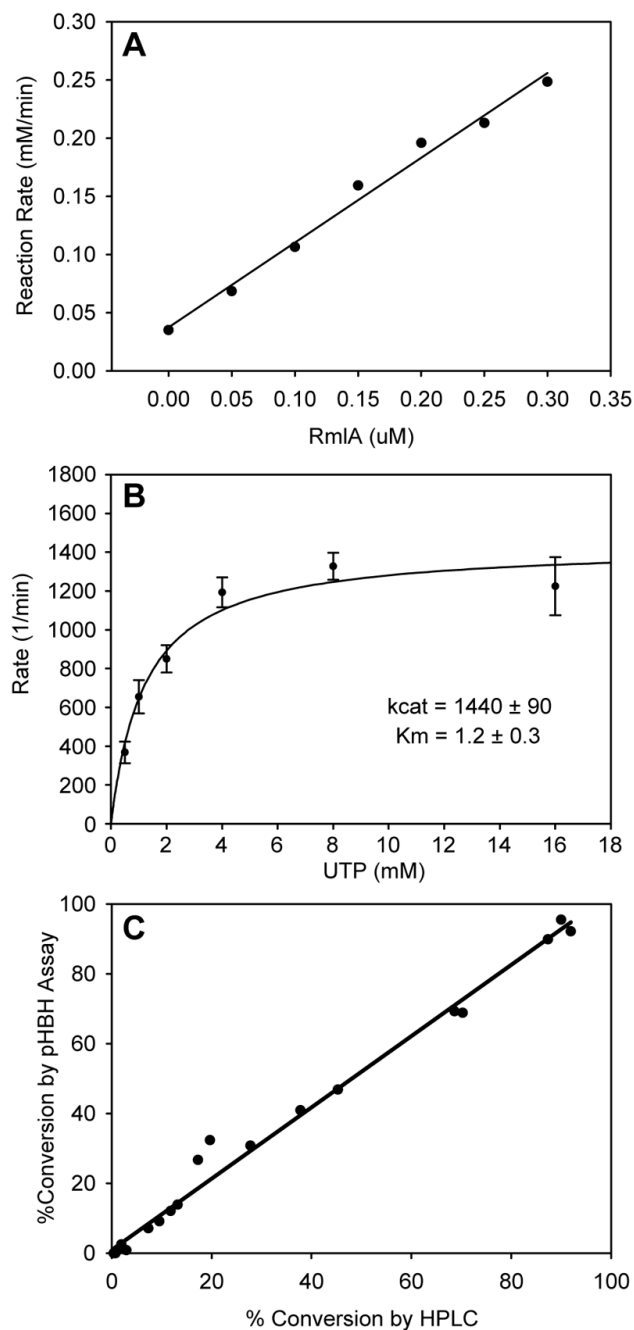 A
Reaction Rate (mM/min)
0.30
0.25
0.20
0.15
0.10
0.05
0.00
0.00 0.05 0.10 0.15 0.20 0.25 0.30 0.35
RmlA (uM)
B
Rate (1/min)
1800
1600
1400
1200
1000
800
600
400
200
0
kcat = 1440 ± 90
Km = 1.2 ± 0.3
0 2 4 6 8 10 12 14 16 18
UTP (mM)
C
%Conversion by pHBH Assay
100
80
60
40
20
0
0 20 40 60 80 100
% Conversion by HPLC